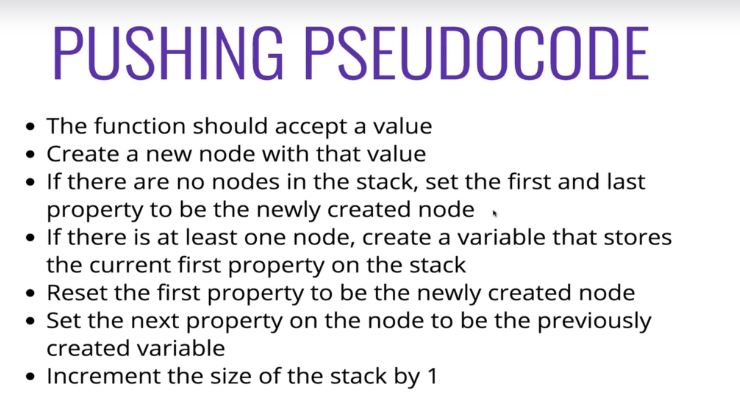 PUSHING PSEUDOCODE
• The function should accept a value
• Create a new node with that value
• If there are no nodes in the stack, set the first and last
property to be the newly created node
• If there is at least one node, create a variable that stores
the current first property on the stack
• Reset the first property to be the newly created node
• Set the next property on the node to be the previously
created variable
• Increment the size of the stack by 1